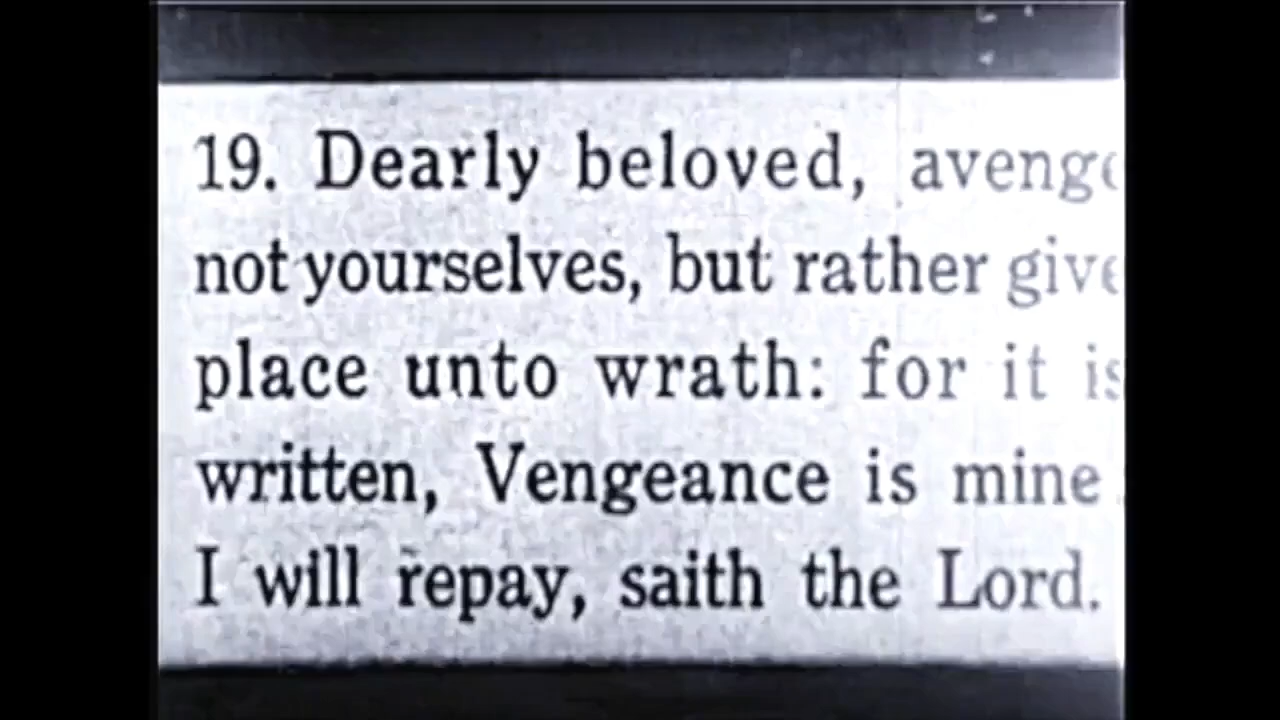 19. Dearly beloved, avenge
not yourselves, but rather give
place unto wrath: for it is
written, Vengeance is mine
I will repay, saith the Lord.